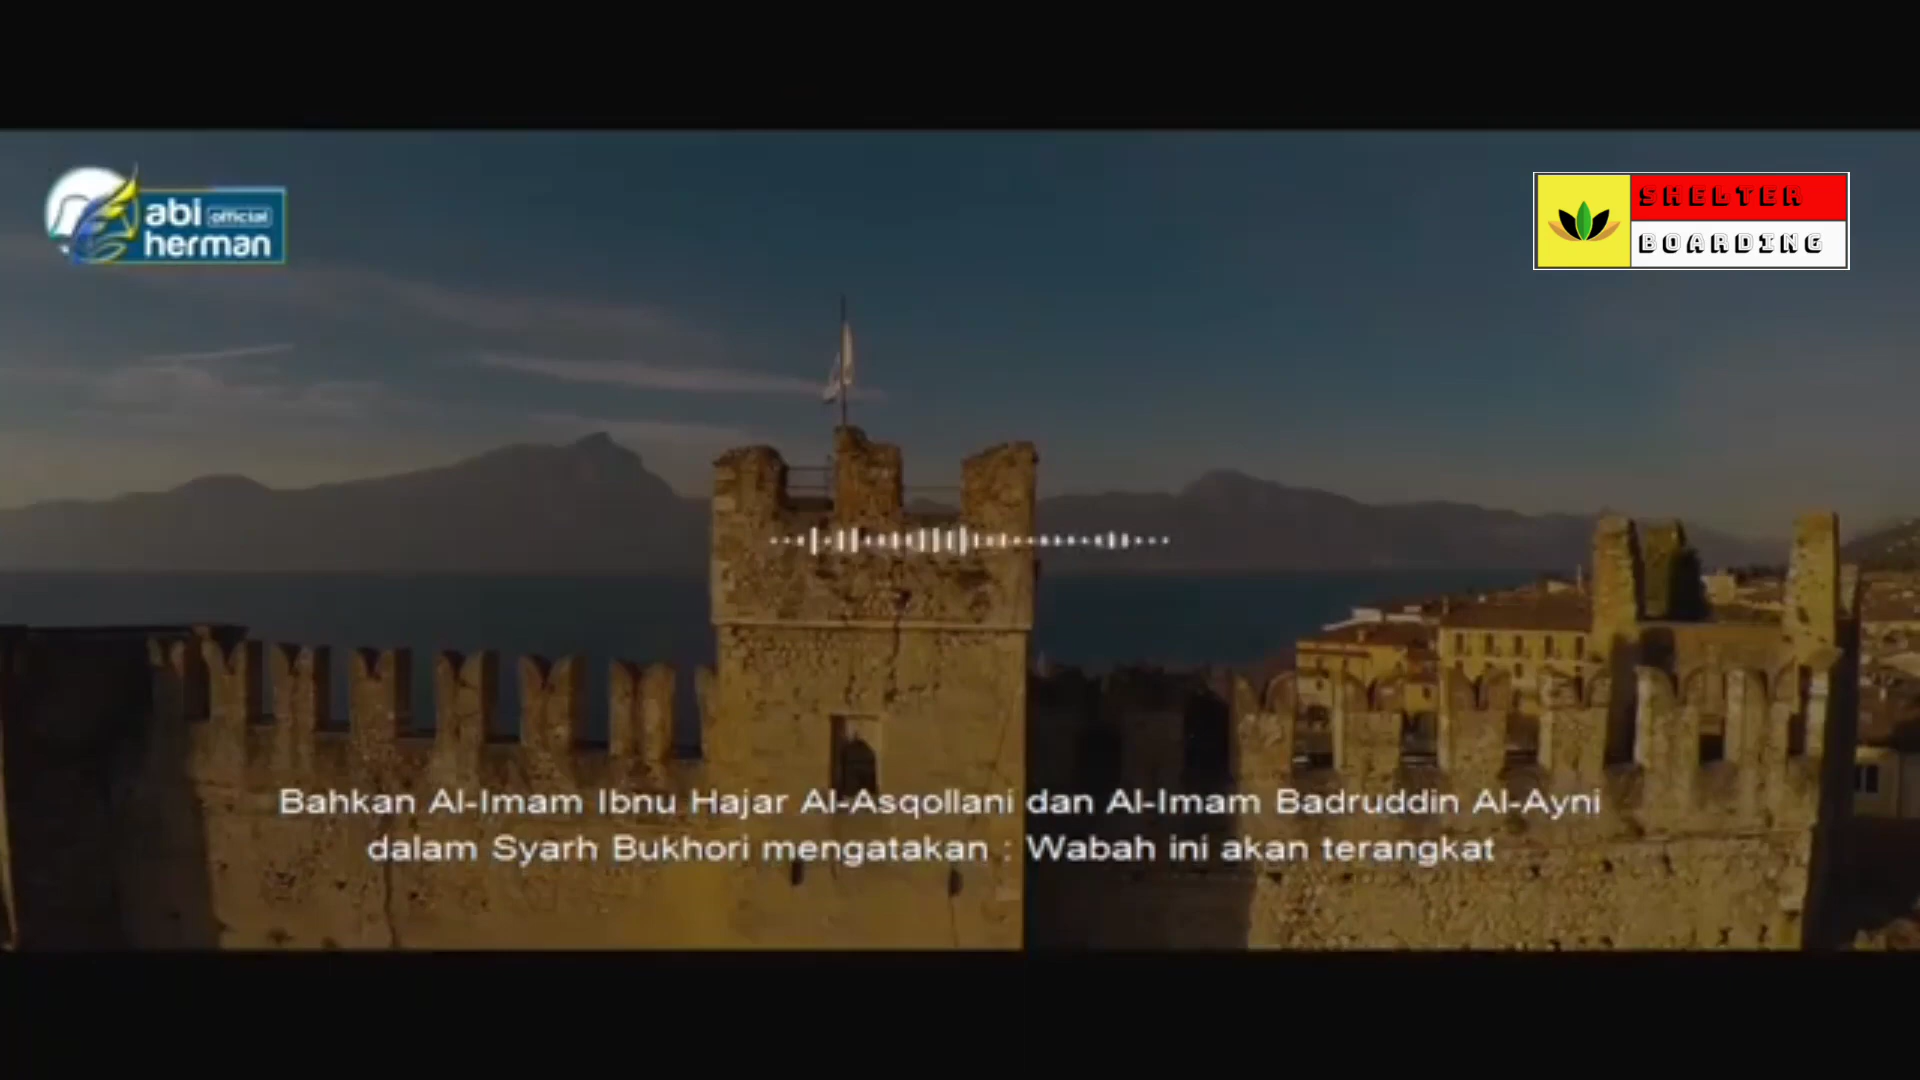 abi official
herman
SHELTER
BOARDING
Bahkan Al-Imam Ibnu Hajar Al-Asqollani dan Al-Imam Badruddin Al-Ayni
dalam Syarh Bukhori mengatakan : Wabah ini akan terangkat